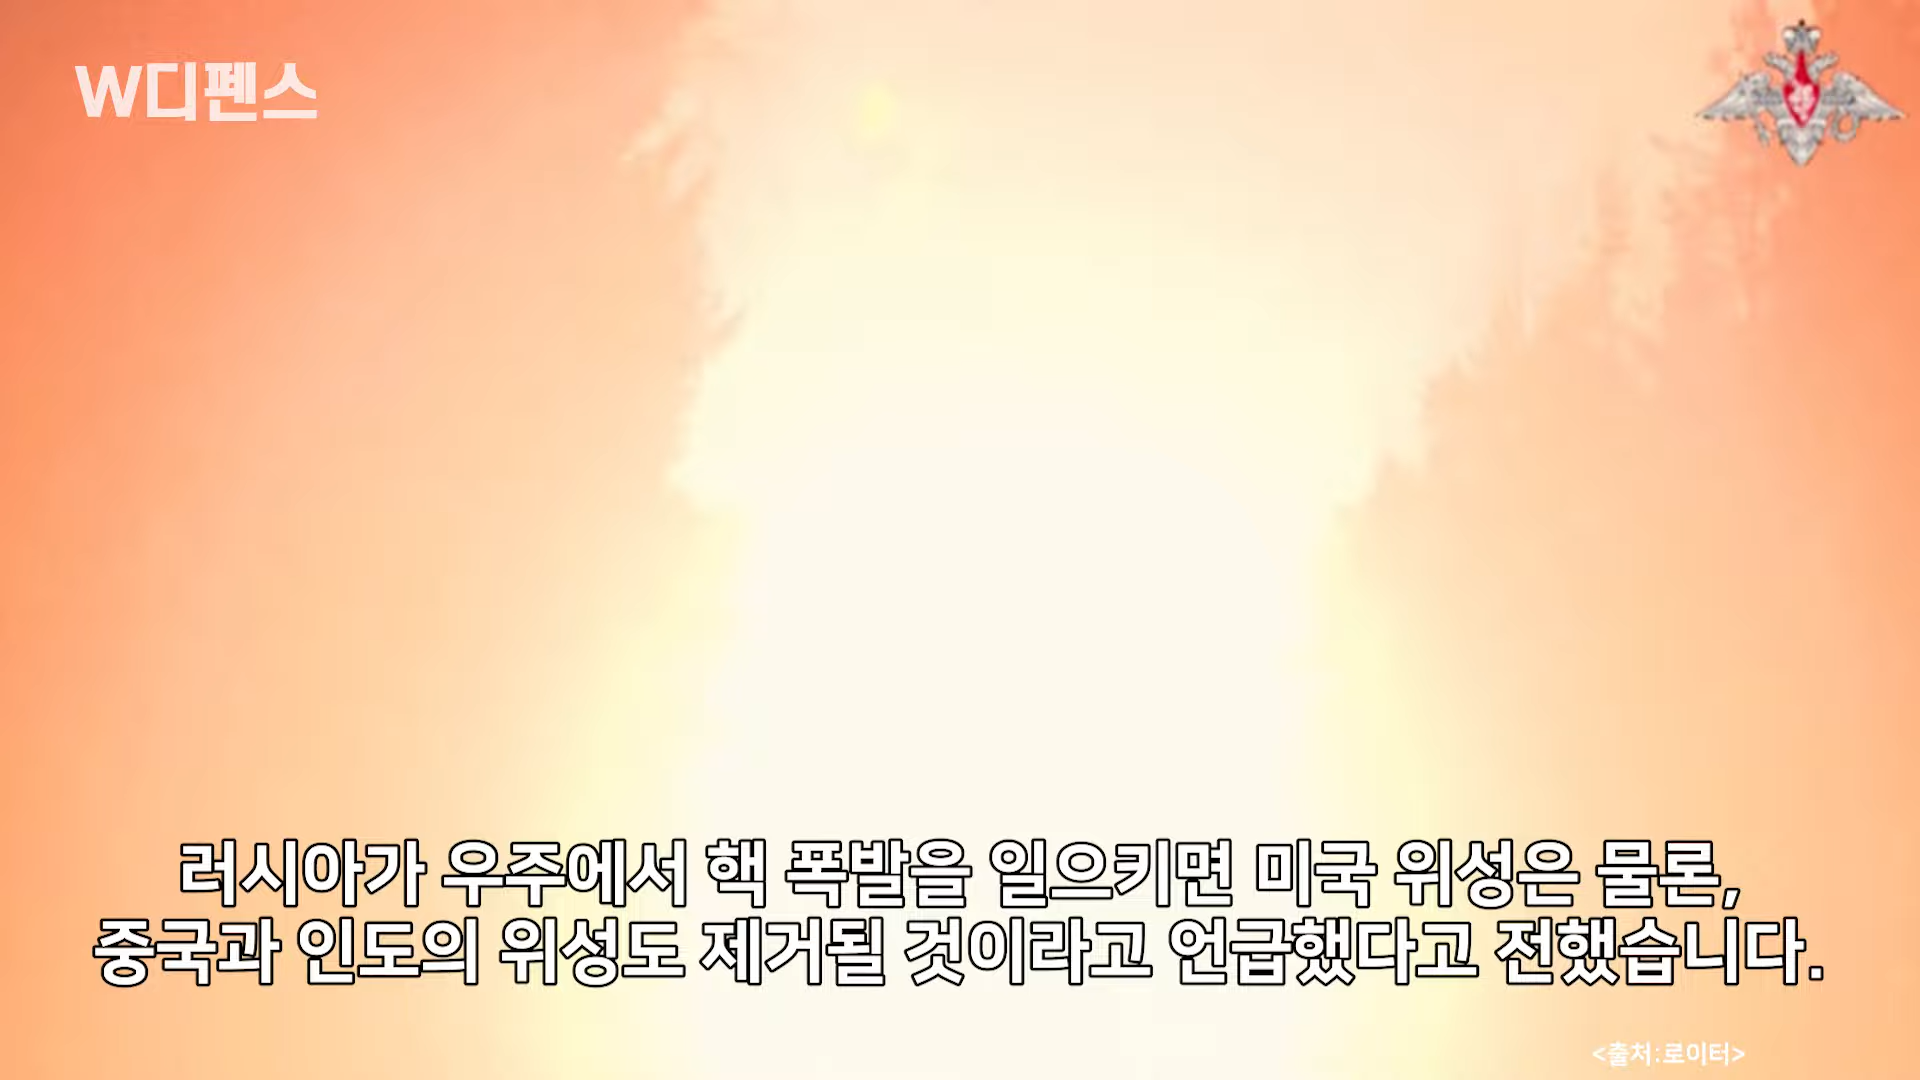 W디펜스
러시아가 우주에서 핵 폭발을 일으키면 미국 위성은 물론,
중국과 인도의 위성도 제거될 것이라고 언급했다고 전했습니다.
<출처:로이터>